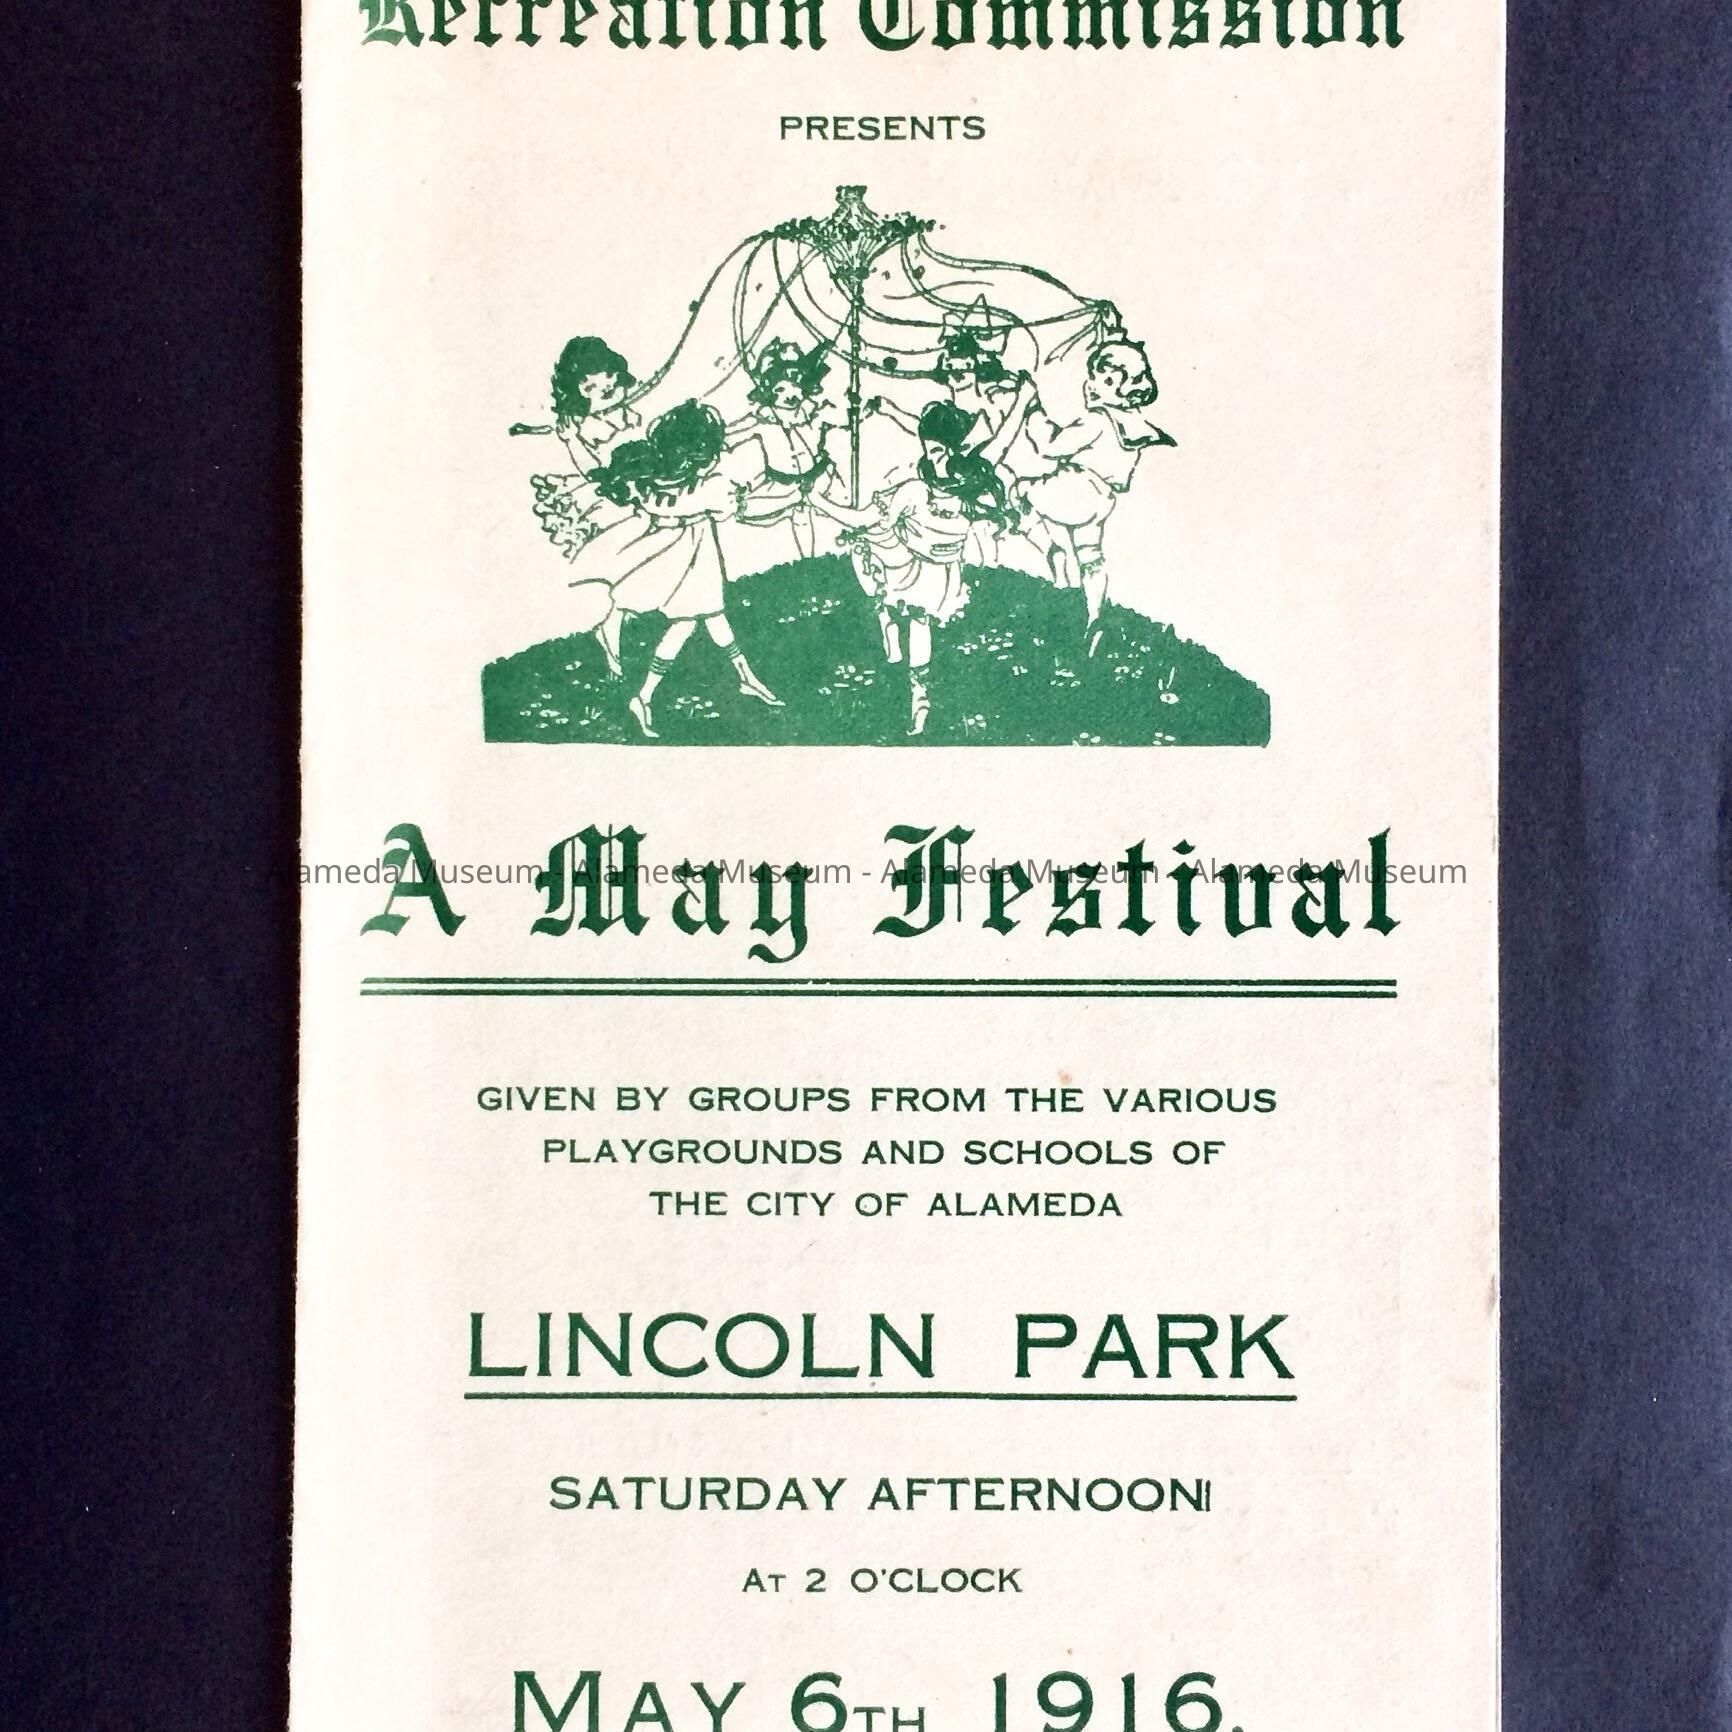 Recreation Commission
PRESENTS
A May Festival
Alameda Museum - Alameda Museum - Alameda Museum - Alameda Museum
GIVEN BY GROUPS FROM THE VARIOUS
PLAYGROUNDS AND SCHOOLS OF
THE CITY OF ALAMEDA
LINCOLN PARK
SATURDAY AFTERNOON
AT 2 O'CLOCK
MAY 6TH 1916.